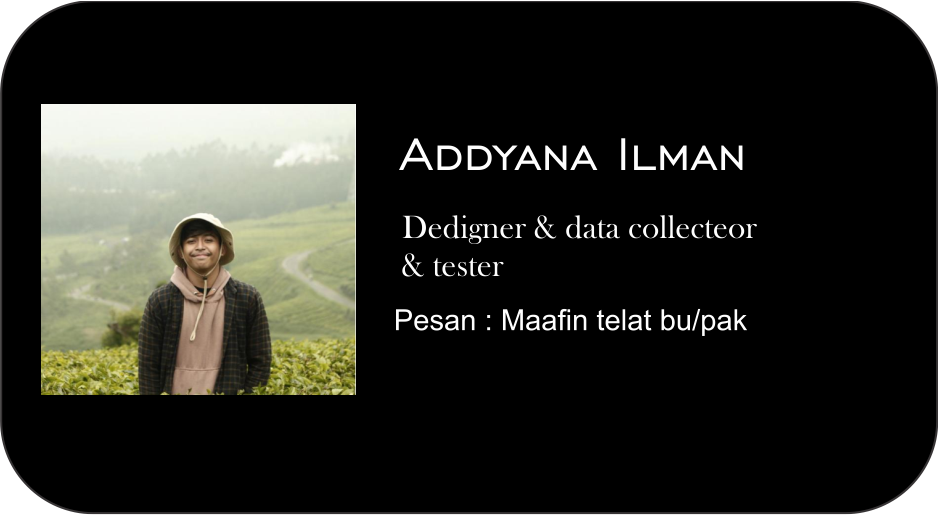 Addyana Ilman
Dedigner & data collecteor
& tester
Pesan : Maafin telat bu/pak